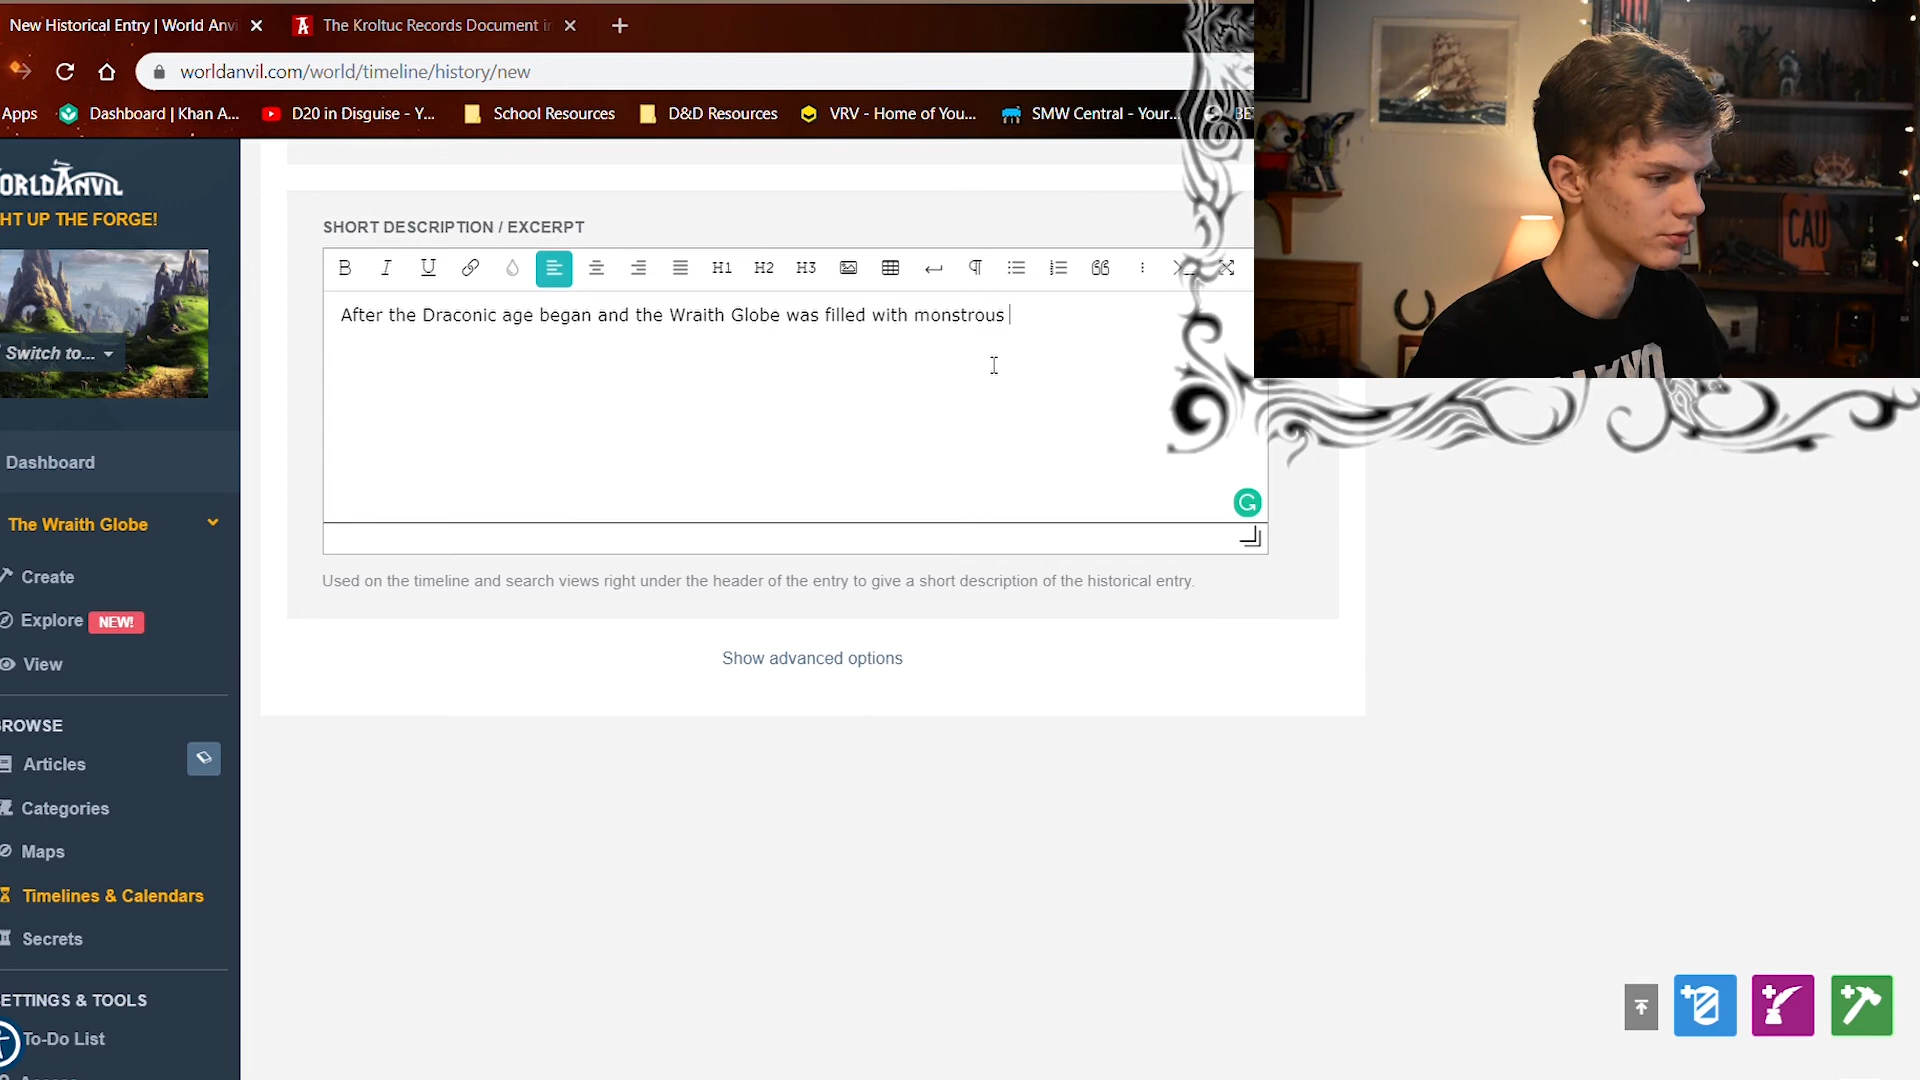 New Historical Entry | World Anvi
The Kroltuc Records Document in
worldanvil.com/world/timeline/history/new
Apps
Dashboard | Khan A...
D20 in Disguise - Y...
School Resources
D&D Resources
VRV - Home of You...
SMW Central - Your...
BE
ORLDANVIL
HT UP THE FORGE!
Switch to...
Dashboard
The Wraith Globe
Create
Explore NEW!
View
ROWSE
Articles
Categories
Maps
Timelines & Calendars
Secrets
ETTINGS & TOOLS
To-Do List
SHORT DESCRIPTION / EXCERPT
B I U H1 H2 H3
After the Draconic age began and the Wraith Globe was filled with monstrous
G
Used on the timeline and search views right under the header of the entry to give a short description of the historical entry.
Show advanced options
CAU